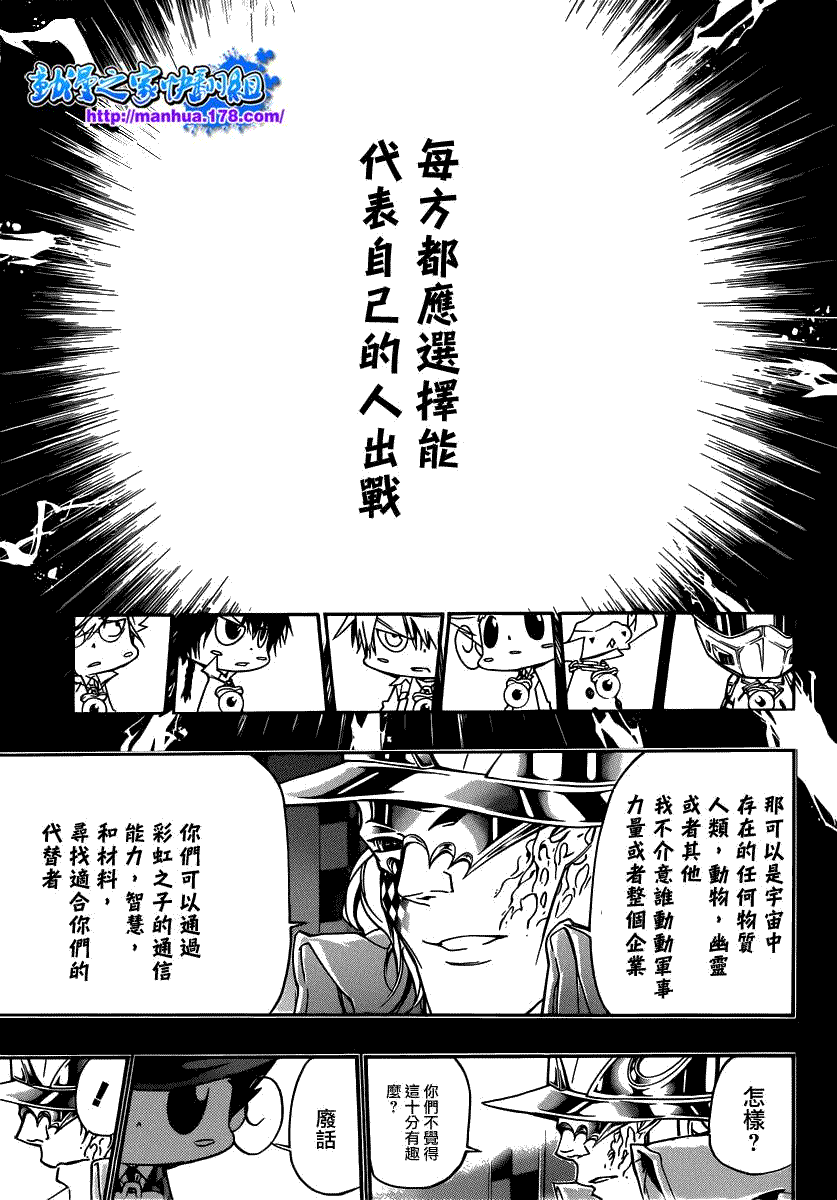 動漫之家快翻組
http://manhua.178.com/
每方都應選擇能
代表自己的人出戰
那可以是宇宙中
存在的任何物質
人類,動物,幽靈
或者其他
我不介意誰動動軍事
力量或者整個企業
你們可以通過
彩虹之子的通信
能力,智慧,
和材料,
尋找適合你們的
代替者
怎樣?
你們不覺得
這十分有趣
麼?
廢話
!